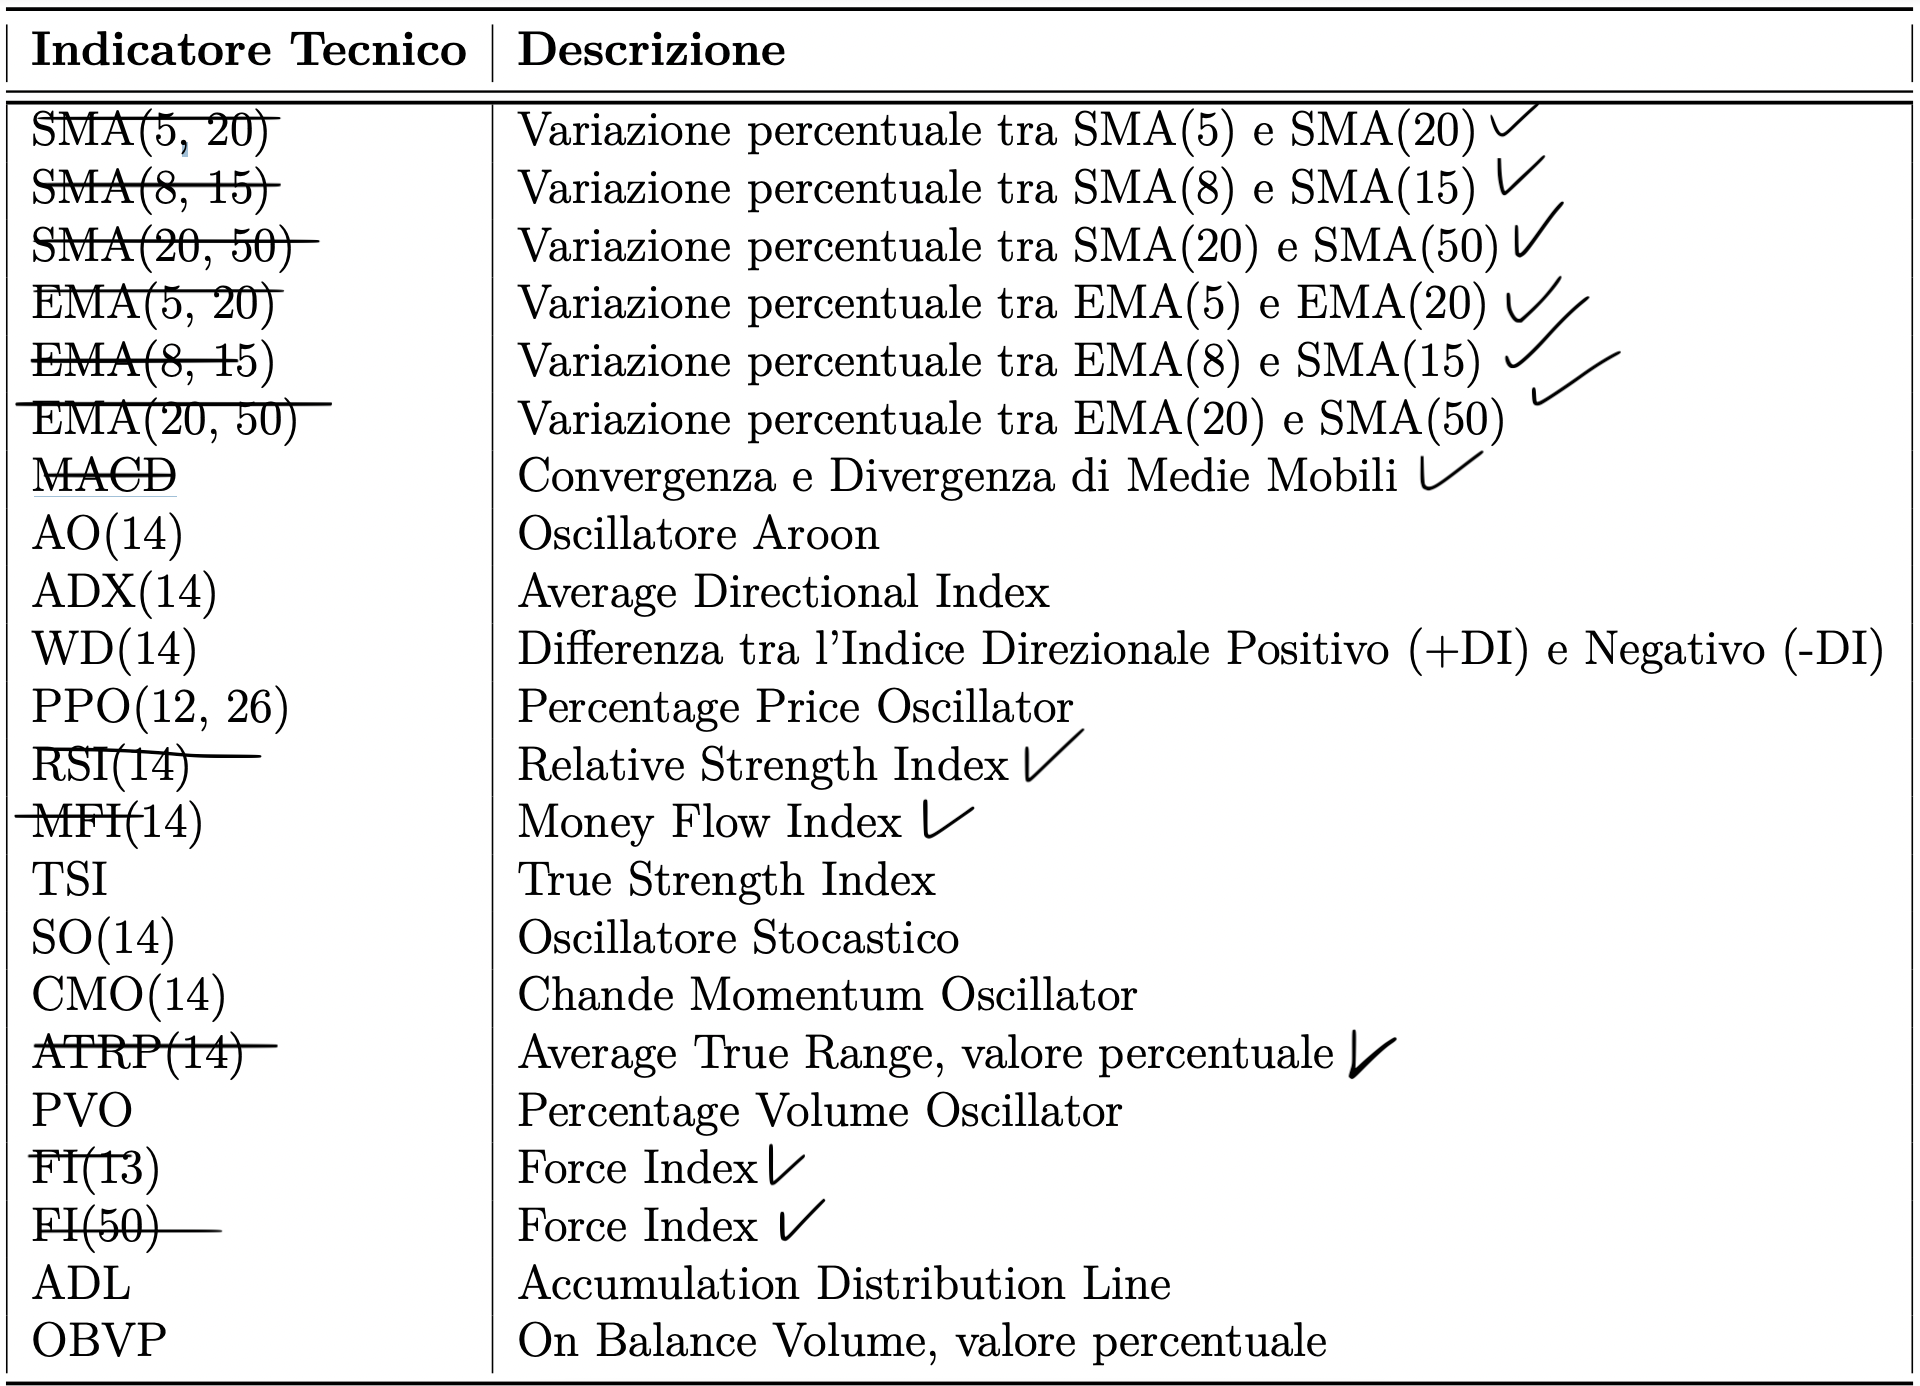 Indicatore Tecnico Descrizione
SMA(5, 20) Variazione percentuale tra SMA(5) e SMA(20)
SMA(8, 15) Variazione percentuale tra SMA(8) e SMA(15)
SMA(20, 50) Variazione percentuale tra SMA(20) e SMA(50)
EMA(5, 20) Variazione percentuale tra EMA(5) e EMA(20)
EMA(8, 15) Variazione percentuale tra EMA(8) e SMA(15)
EMA(20, 50) Variazione percentuale tra EMA(20) e SMA(50)
MACD Convergenza e Divergenza di Medie Mobili
AO(14) Oscillatore Aroon
ADX(14) Average Directional Index
WD(14) Differenza tra l'Indice Direzionale Positivo (+DI) e Negativo (-DI)
PPO(12, 26) Percentage Price Oscillator
RSI(14) Relative Strength Index
MFI(14) Money Flow Index
TSI True Strength Index
SO(14) Oscillatore Stocastico
CMO(14) Chande Momentum Oscillator
ATRP(14) Average True Range, valore percentuale
PVO Percentage Volume Oscillator
FI(13) Force Index
FI(50) Force Index
ADL Accumulation Distribution Line
OBVP On Balance Volume, valore percentuale